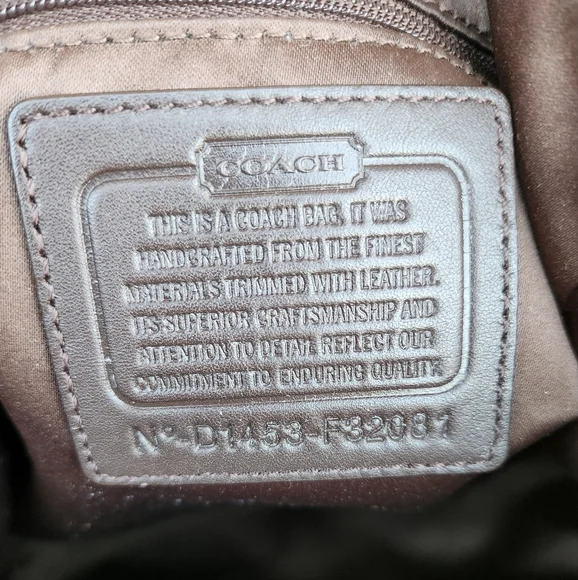 COACH
THIS IS A COACH BAG. IT WAS
HANDCRAFTED FROM THE FINEST
MATERIALS TRIMMED WITH LEATHER.
ITS SUPERIOR CRAFTSMANSHIP AND
ATTENTION TO DETAIL REFLECT OUR
COMMITMENT TO ENDURING QUALITY.
Nº-D1453-F32087